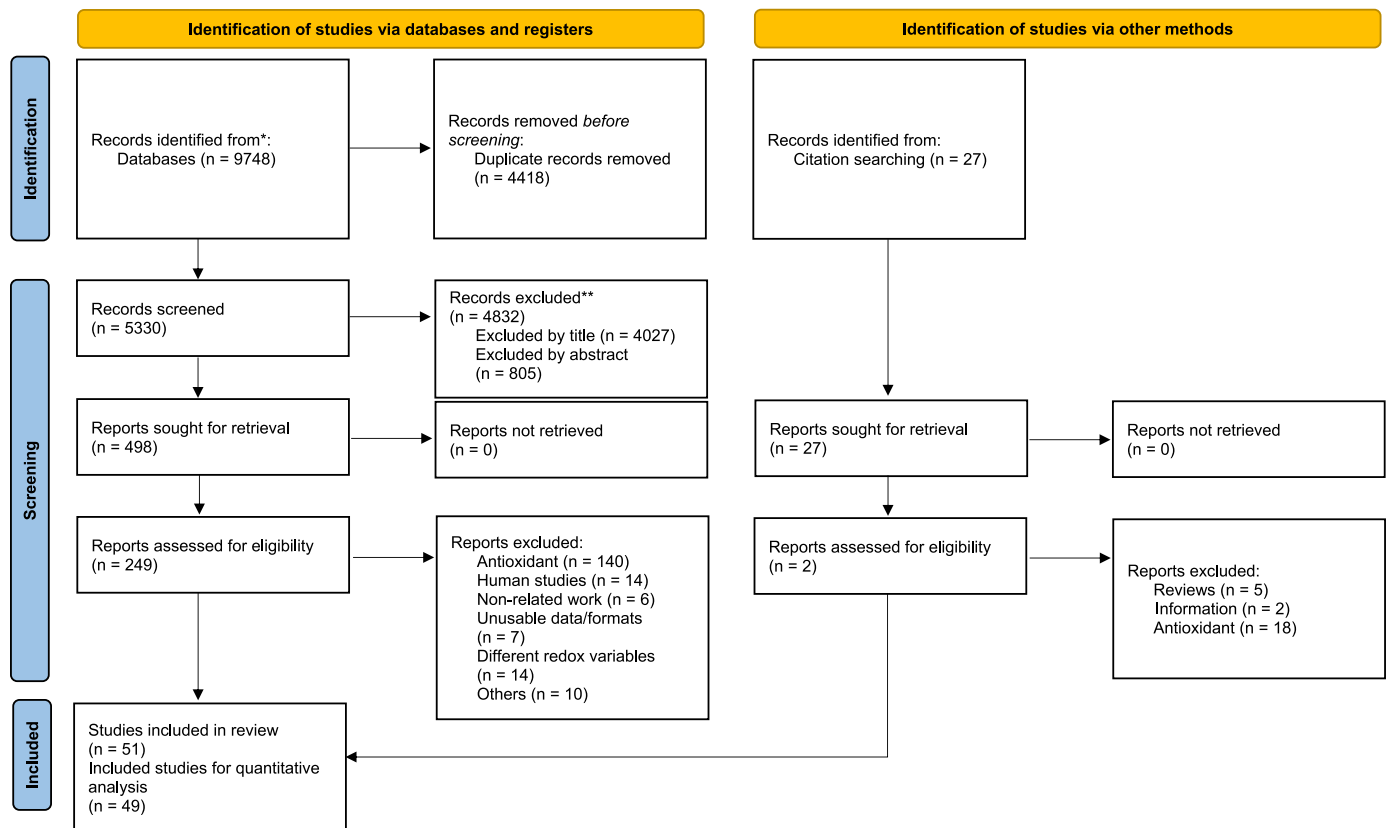 Identification of studies via databases and registers
Identification of studies via other methods
Identification
Records identified from*:
Databases (n = 9748)
Records removed before
screening:
Duplicate records removed
(n = 4418)
Records identified from:
Citation searching (n = 27)
Screening
Records screened
(n = 5330)
Records excluded**
(n = 4832)
Excluded by title (n = 4027)
Excluded by abstract
(n = 805)
Reports sought for retrieval
(n = 498)
Reports not retrieved
(n = 0)
Reports sought for retrieval
(n = 27)
Reports not retrieved
(n = 0)
Reports assessed for eligibility
(n = 249)
Reports excluded:
Antioxidant (n = 140)
Human studies (n = 14)
Non-related work (n = 6)
Unusable data/formats
(n = 7)
Different redox variables
(n = 14)
Others (n = 10)
Reports assessed for eligibility
(n = 2)
Reports excluded:
Reviews (n = 5)
Information (n = 2)
Antioxidant (n = 18)
Included
Studies included in review
(n = 51)
Included studies for quantitative
analysis
(n = 49)